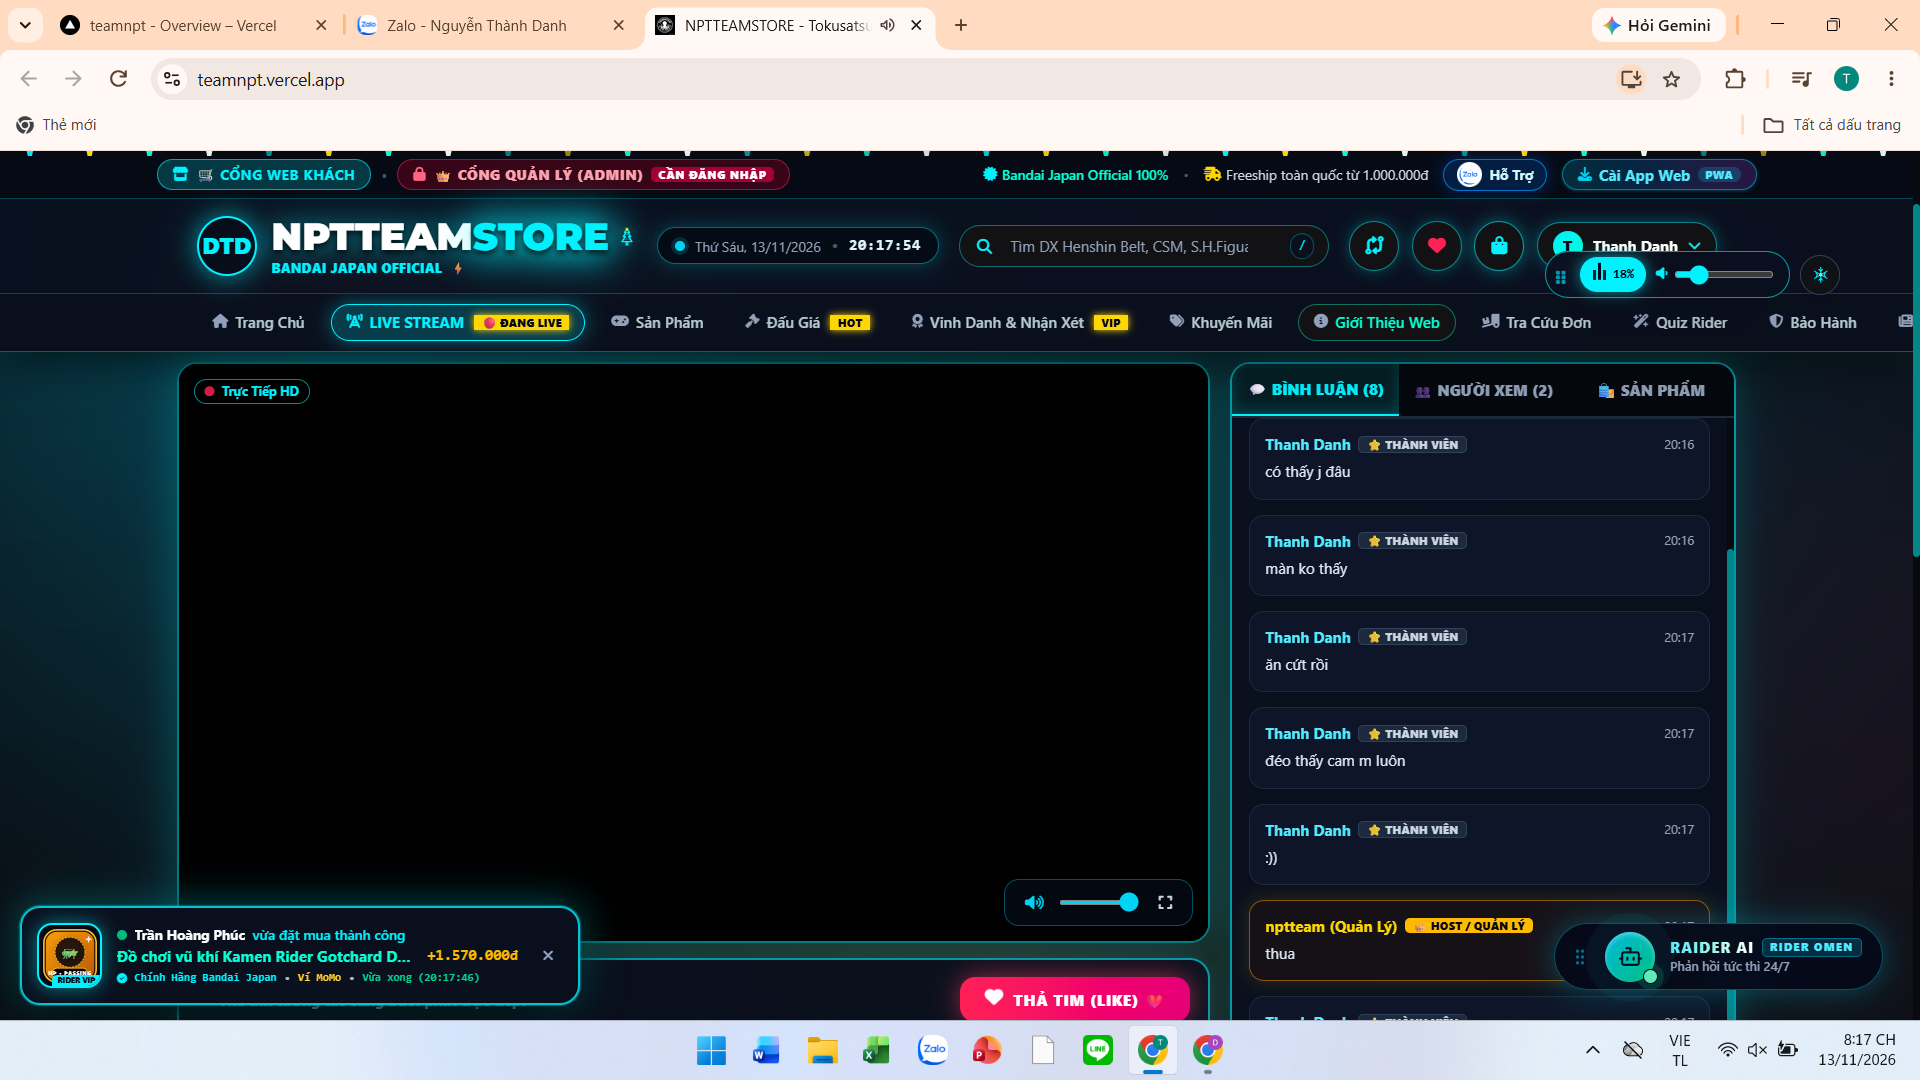 teamnpt - Overview – Vercel
Zalo - Nguyễn Thành Danh
NPTTEAMSTORE - Tokusatsu
Hỏi Gemini
teamnpt.vercel.app
T
Thẻ mới
Tất cả dấu trang
CỔNG WEB KHÁCH
CỔNG QUẢN LÝ (ADMIN) CẦN ĐĂNG NHẬP
Bandai Japan Official 100%
Freeship toàn quốc từ 1.000.000đ
Zalo Hỗ Trợ
Cài App Web PWA
DTD
NPTTEAMSTORE
BANDAI JAPAN OFFICIAL
Thứ Sáu, 13/11/2026 • 20:17:54
Tìm DX Henshin Belt, CSM, S.H.Figua
/
T Thanh Danh
18%
Trang Chủ
LIVE STREAM ĐANG LIVE
Sản Phẩm
Đấu Giá HOT
Vinh Danh & Nhận Xét VIP
Khuyến Mãi
Giới Thiệu Web
Tra Cứu Đơn
Quiz Rider
Bảo Hành
Trực Tiếp HD
BÌNH LUẬN (8)
NGƯỜI XEM (2)
SẢN PHẨM
Thanh Danh THÀNH VIÊN 20:16
có thấy j đâu
Thanh Danh THÀNH VIÊN 20:16
màn ko thấy
Thanh Danh THÀNH VIÊN 20:17
ăn cứt rồi
Thanh Danh THÀNH VIÊN 20:17
đéo thấy cam m luôn
Thanh Danh THÀNH VIÊN 20:17
:))
nptteam (Quản Lý) HOST / QUẢN LÝ
thua
RAIDER AI RIDER OMEN
Phản hồi tức thì 24/7
Trần Hoàng Phúc vừa đặt mua thành công
Đồ chơi vũ khí Kamen Rider Gotchard D... +1.570.000đ
Chính Hãng Bandai Japan • Ví MoMo • Vừa xong (20:17:46)
RIDER VIP
THẢ TIM (LIKE)
VIE
TL
8:17 CH
13/11/2026